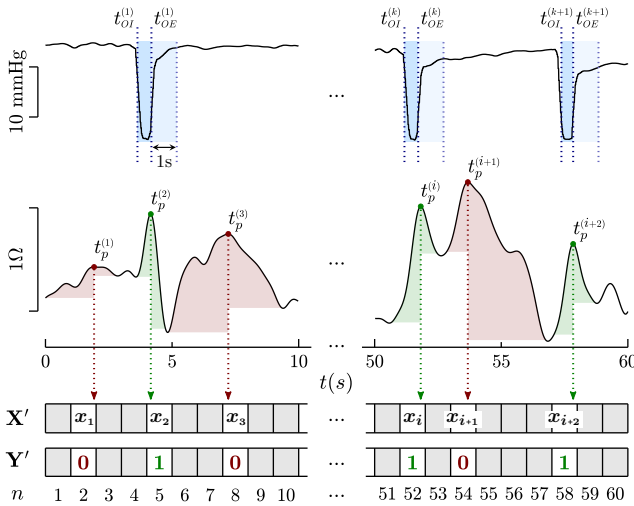 t_{OI}^{(1)} t_{OE}^{(1)} t_{OI}^{(k)} t_{OE}^{(k)} t_{OI}^{(k+1)} t_{OE}^{(k+1)}
10 mmHg
...
1s
t_p^{(1)} t_p^{(2)} t_p^{(3)} t_p^{(i)} t_p^{(i+1)} t_p^{(i+2)}
1Ω
...
0 5 10 ... 50 55 60
t(s)
X′ x_1 x_2 x_3 ... x_i x_{i+1} x_{i+2}
Y′ 0 1 0 ... 1 0 1
n 1 2 3 4 5 6 7 8 9 10 ... 51 52 53 54 55 56 57 58 59 60